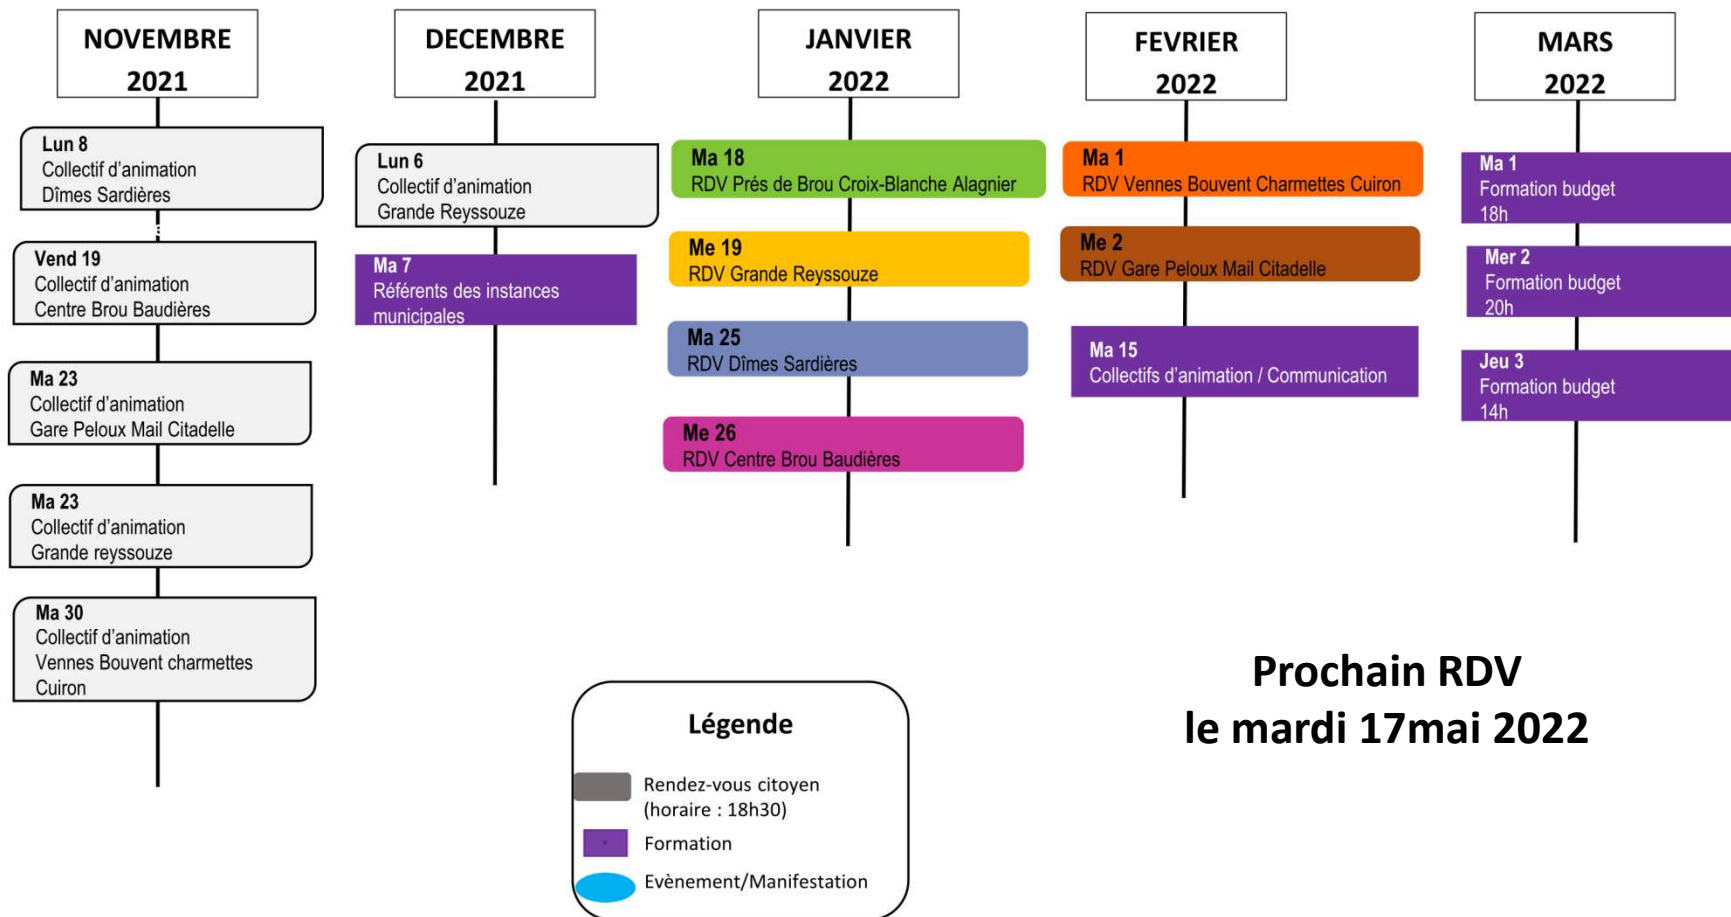 NOVEMBRE
2021
Lun 8
Collectif d'animation
Dîmes Sardières
Vend 19
Collectif d'animation
Centre Brou Baudières
Ma 23
Collectif d'animation
Gare Peloux Mail Citadelle
Ma 23
Collectif d'animation
Grande reyssouze
Ma 30
Collectif d'animation
Vennes Bouvent charmettes
Cuiron
DECEMBRE
2021
Lun 6
Collectif d'animation
Grande Reyssouze
Ma 7
Référents des instances
municipales
JANVIER
2022
Ma 18
RDV Prés de Brou Croix-Blanche Alagnier
Me 19
RDV Grande Reyssouze
Ma 25
RDV Dîmes Sardières
Me 26
RDV Centre Brou Baudières
FEVRIER
2022
Ma 1
RDV Vennes Bouvent Charmettes Cuiron
Me 2
RDV Gare Peloux Mail Citadelle
Ma 15
Collectifs d'animation / Communication
MARS
2022
Ma 1
Formation budget
18h
Mer 2
Formation budget
20h
Jeu 3
Formation budget
14h
Prochain RDV
le mardi 17mai 2022
Légende
Rendez-vous citoyen
(horaire : 18h30)
Formation
Evènement/Manifestation